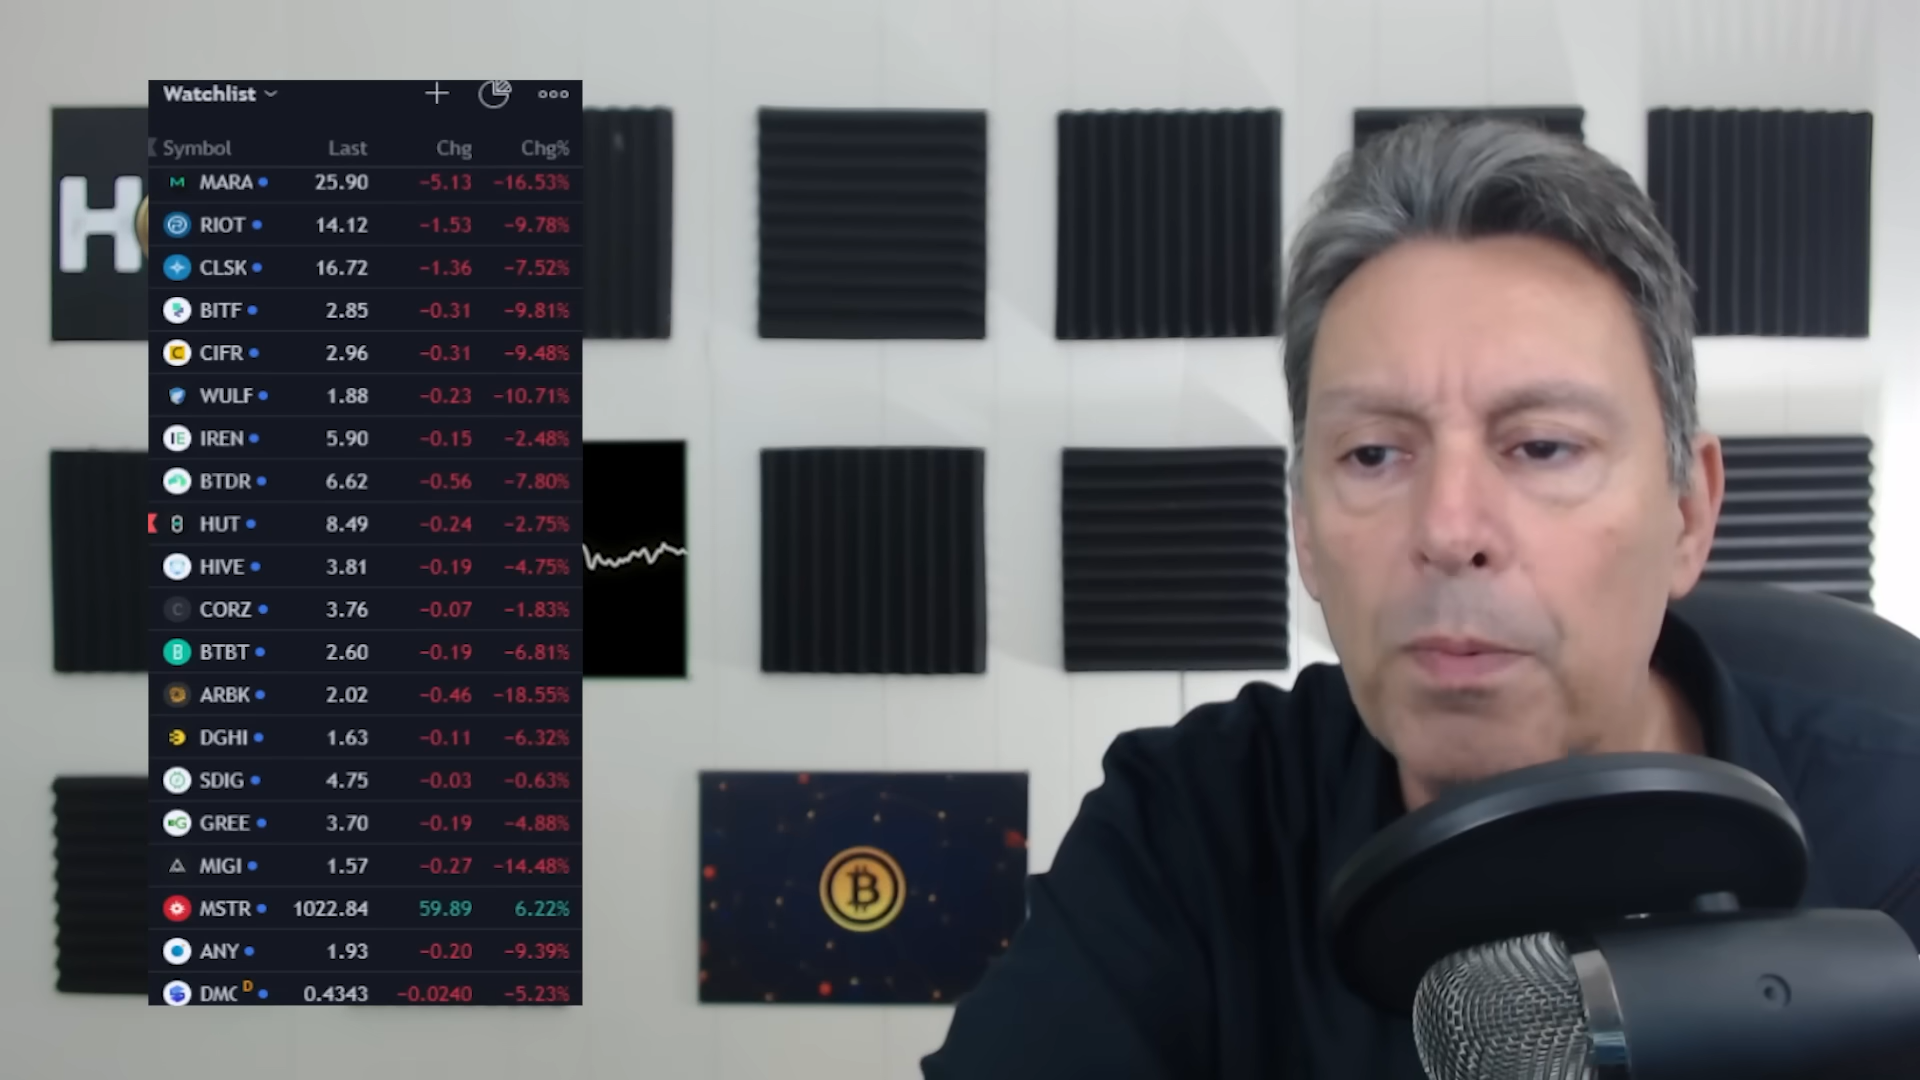 Watchlist
Symbol Last Chg Chg%
MARA 25.90 −5.13 −16.53%
RIOT 14.12 −1.53 −9.78%
CLSK 16.72 −1.36 −7.52%
BITF 2.85 −0.31 −9.81%
CIFR 2.96 −0.31 −9.48%
WULF 1.88 −0.23 −10.71%
IREN 5.90 −0.15 −2.48%
BTDR 6.62 −0.56 −7.80%
HUT 8.49 −0.24 −2.75%
HIVE 3.81 −0.19 −4.75%
CORZ 3.76 −0.07 −1.83%
BTBT 2.60 −0.19 −6.81%
ARBK 2.02 −0.46 −18.55%
DGHI 1.63 −0.11 −6.32%
SDIG 4.75 −0.03 −0.63%
GREE 3.70 −0.19 −4.88%
MIGI 1.57 −0.27 −14.48%
MSTR 1022.84 59.89 6.22%
ANY 1.93 −0.20 −9.39%
DMG D 0.4343 −0.0240 −5.23%
H